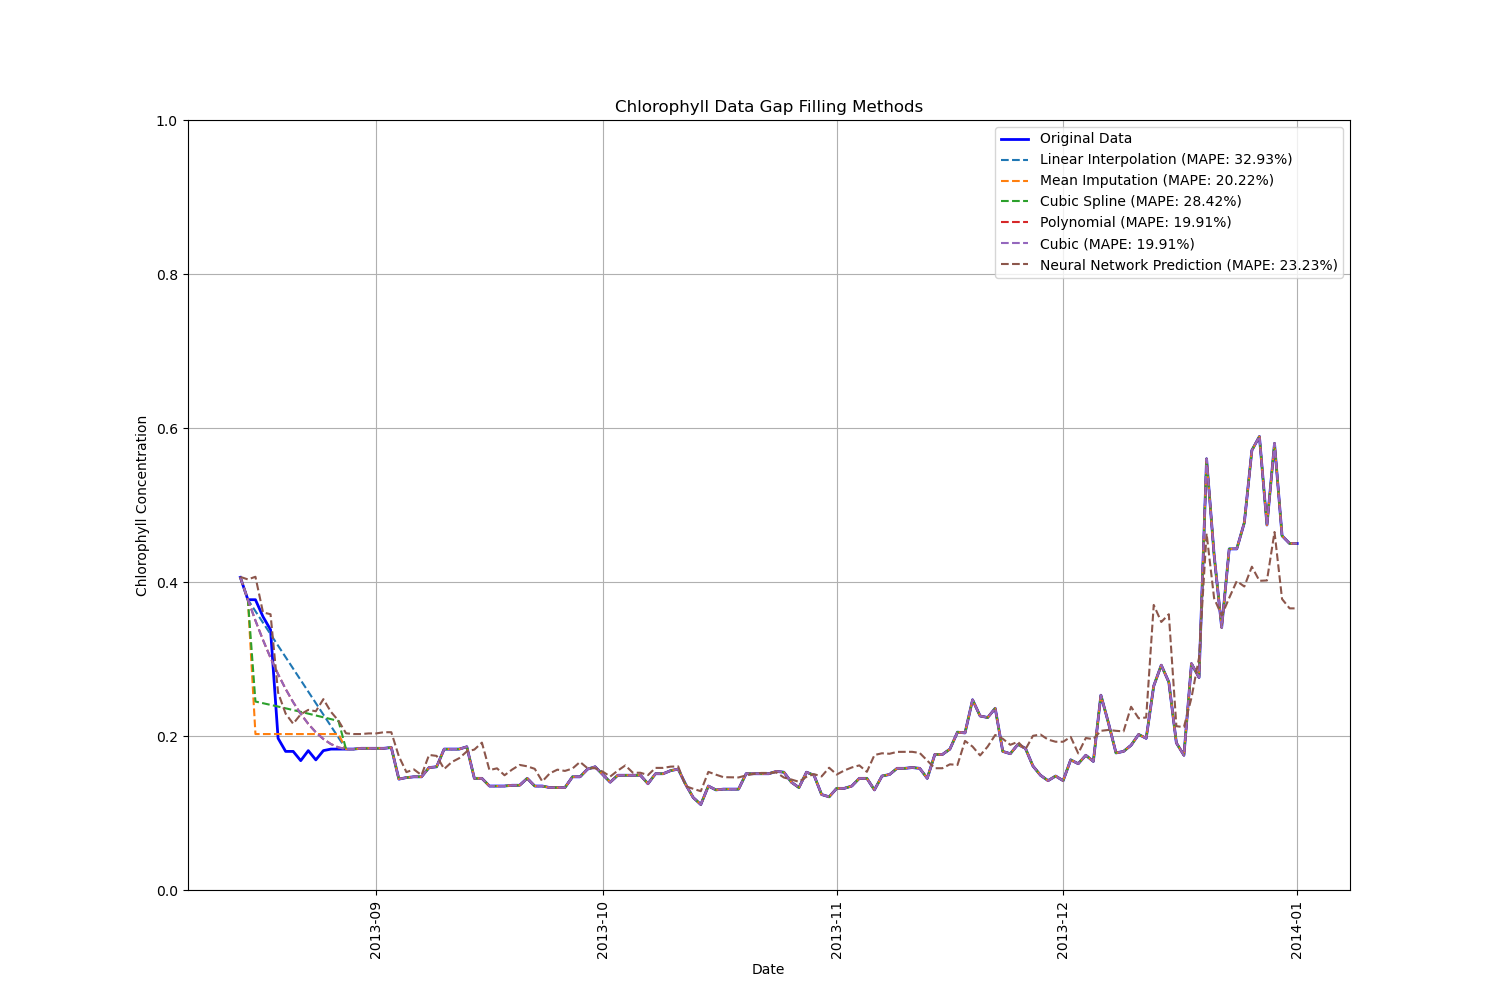 Chlorophyll Data Gap Filling Methods
Original Data
Linear Interpolation (MAPE: 32.93%)
Mean Imputation (MAPE: 20.22%)
Cubic Spline (MAPE: 28.42%)
Polynomial (MAPE: 19.91%)
Cubic (MAPE: 19.91%)
Neural Network Prediction (MAPE: 23.23%)
Chlorophyll Concentration
1.0
0.8
0.6
0.4
0.2
0.0
2013-09
2013-10
2013-11
2013-12
2014-01
Date